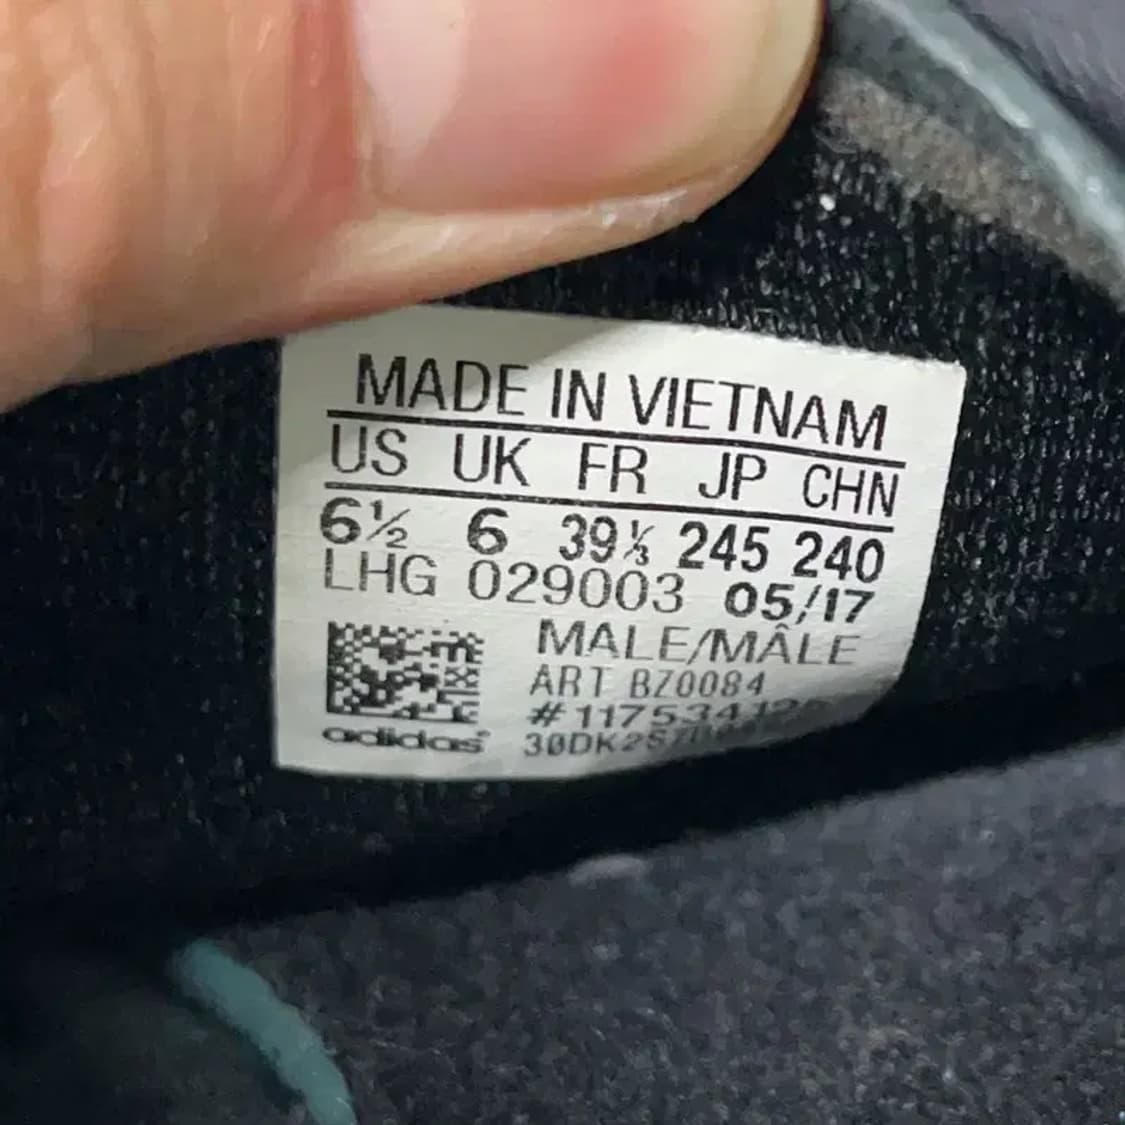 MADE IN VIETNAM
US UK FR JP CHN
6½ 6 39⅓ 245 240
LHG 029003 05/17
MALE/MÂLE
ART BZ0084
adidas